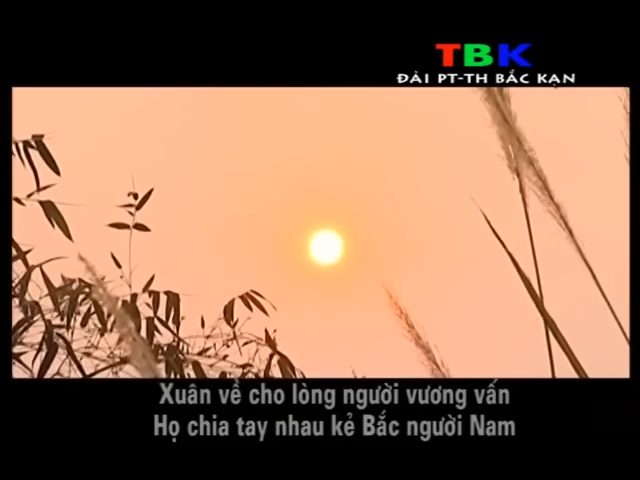 TBK
ĐÀI PT-TH BẮC KẠN
Xuân về cho lòng người vương vấn
Họ chia tay nhau kẻ Bắc người Nam